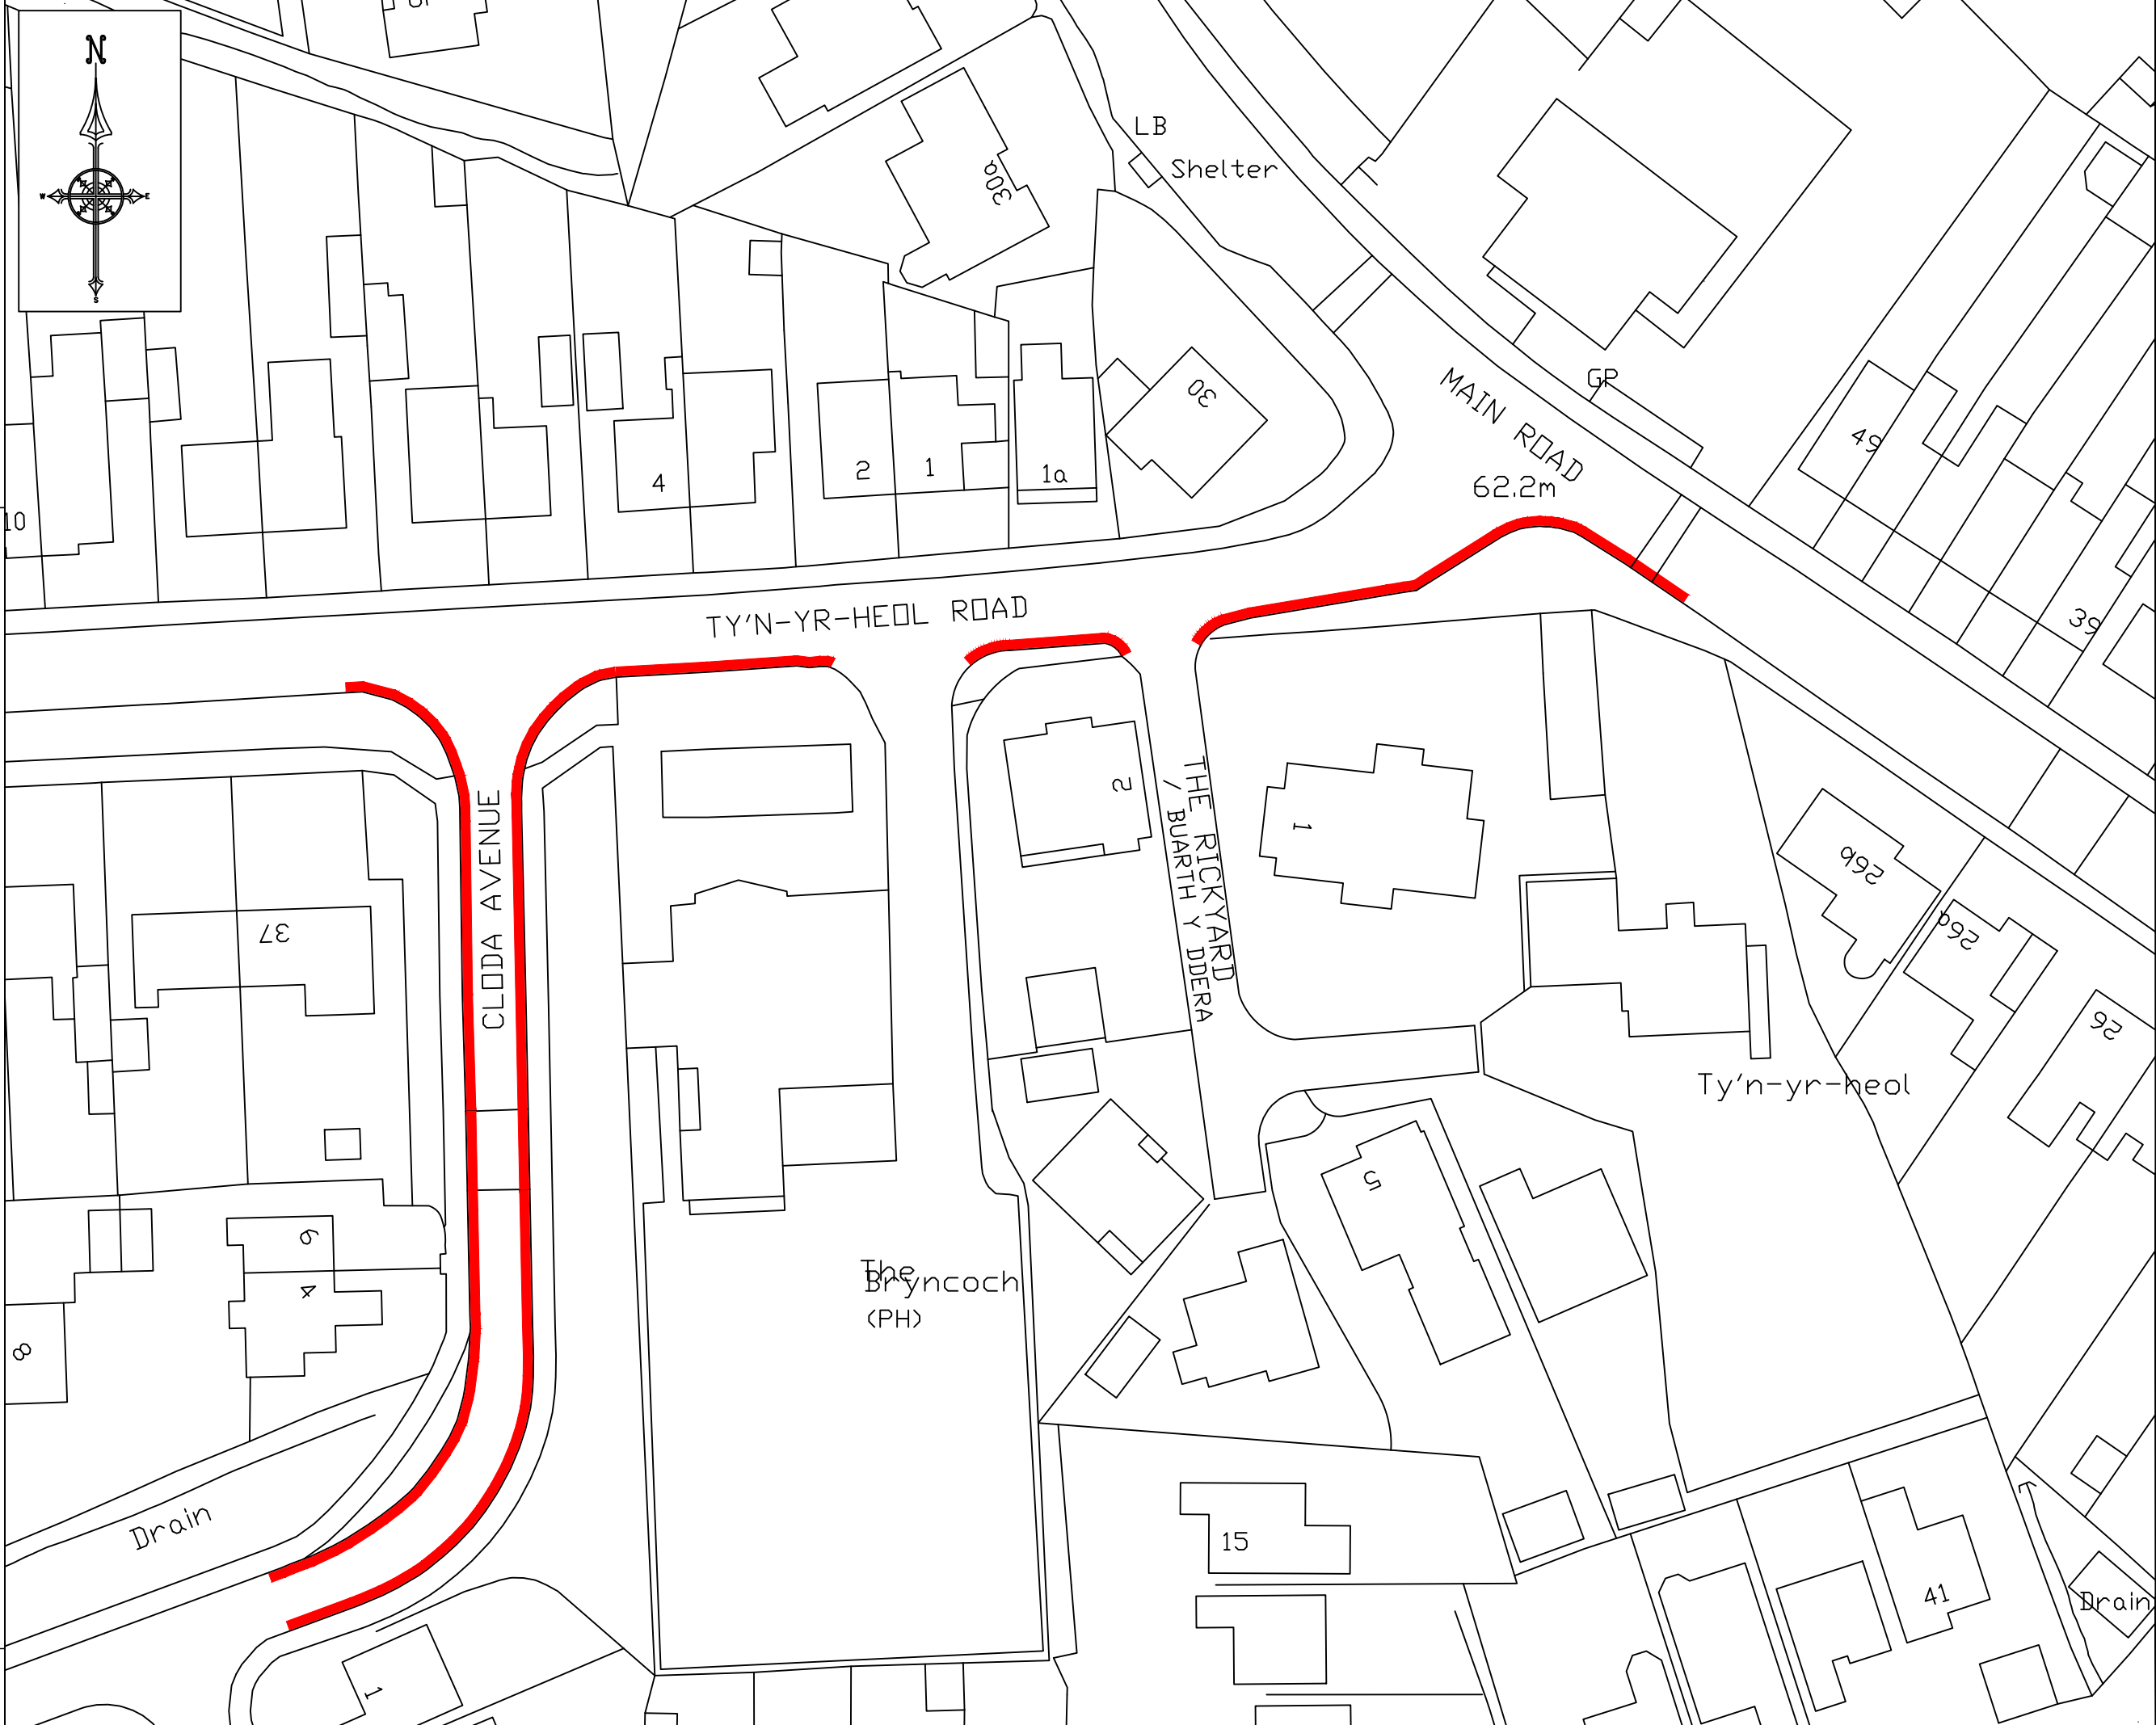 N
W
E
S
LB
Shelter
30a
30
GP
MAIN ROAD
62.2m
49
39
10
4
2
1
1a
TY'N-YR-HEOL ROAD
CLODA AVENUE
THE RICKYARD
/ BUARTH Y DDERA
2
1
37
26b
26a
26
Ty'n-yr-heol
6
4
8
5
The
Bryncoch
(PH)
Drain
15
41
Drain
1